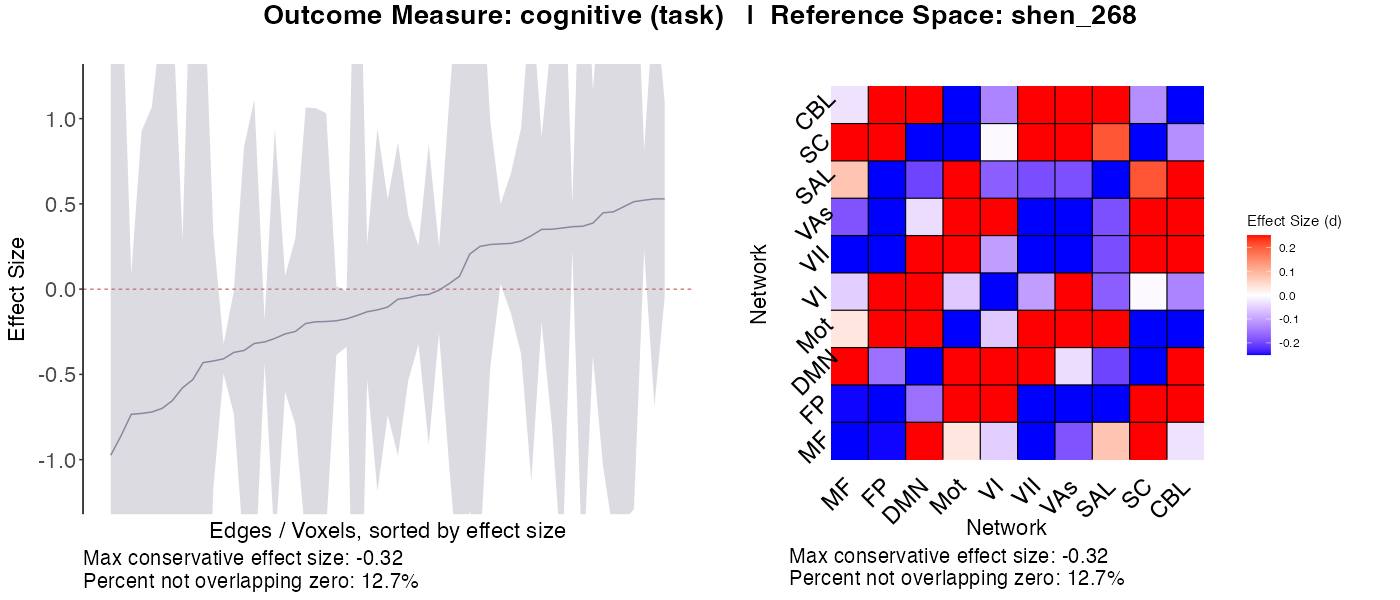 Outcome Measure: cognitive (task) | Reference Space: shen_268
Effect Size
1.0
0.5
0.0
-0.5
-1.0
Edges / Voxels, sorted by effect size
Max conservative effect size: -0.32
Percent not overlapping zero: 12.7%
Network
CBL
SC
SAL
VAs
VII
VI
Mot
DMN
FP
MF
MF
FP
DMN
Mot
VI
VII
VAs
SAL
SC
CBL
Network
Max conservative effect size: -0.32
Percent not overlapping zero: 12.7%
Effect Size (d)
0.2
0.1
0.0
-0.1
-0.2